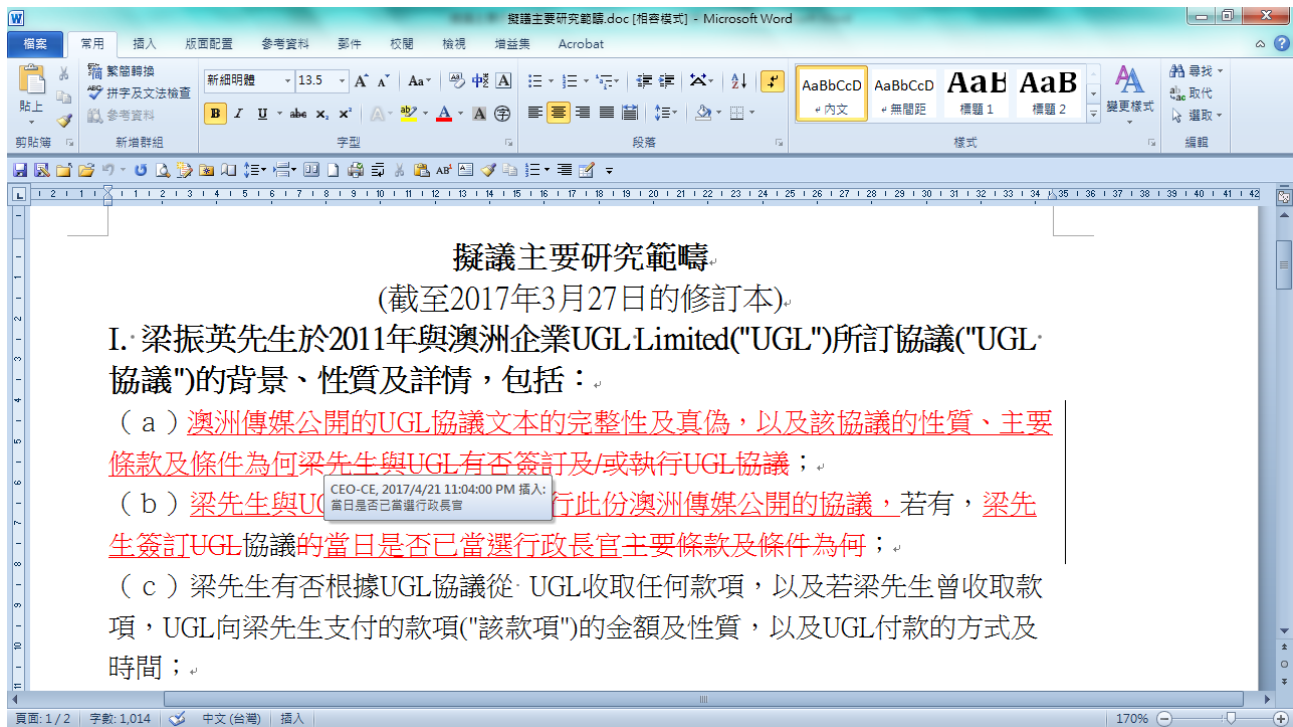 擬議主要研究範疇.doc [相容模式] - Microsoft Word
檔案 常用 插入 版面配置 參考資料 郵件 校閱 檢視 增益集 Acrobat
貼上
繁簡轉換
拼字及文法檢查
參考資料
新細明體 13.5
AaBbCcD AaBbCcD AaBb AaB
內文 無間距 標題 1 標題 2
變更樣式
尋找
取代
選取
剪貼簿 新增群組 字型 段落 樣式 編輯
擬議主要研究範疇
(截至2017年3月27日的修訂本)
I. 梁振英先生於2011年與澳洲企業UGL Limited("UGL")所訂協議("UGL
協議")的背景、性質及詳情，包括：
（a）澳洲傳媒公開的UGL協議文本的完整性及真偽，以及該協議的性質、主要
條款及條件為何梁先生與UGL有否簽訂及/或執行UGL協議；
CEO-CE, 2017/4/21 11:04:00 PM 插入:
當日是否已當選行政長官
（b）梁先生與UG 行此份澳洲傳媒公開的協議，若有，梁先
生簽訂UGL協議的當日是否已當選行政長官主要條款及條件為何；
（c）梁先生有否根據UGL協議從 UGL收取任何款項，以及若梁先生曾收取款
項，UGL向梁先生支付的款項("該款項")的金額及性質，以及UGL付款的方式及
時間；
頁面: 1 / 2 字數: 1,014 中文 (台灣) 插入 170%